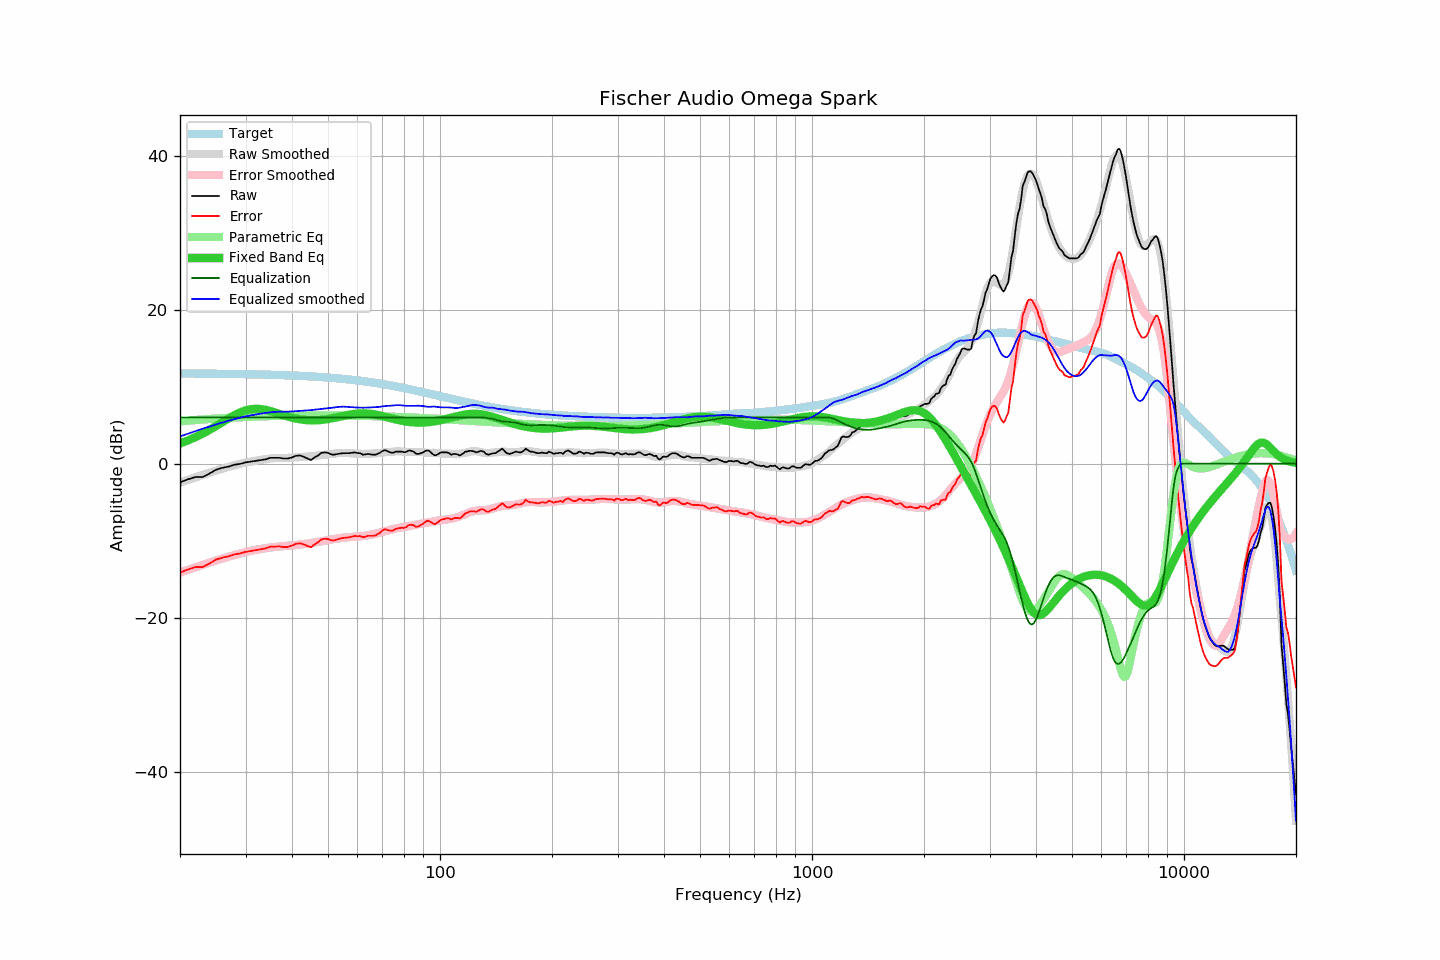 Fischer Audio Omega Spark
Target
Raw Smoothed
Error Smoothed
Raw
Error
Parametric Eq
Fixed Band Eq
Equalization
Equalized smoothed
40
20
0
−20
−40
Amplitude (dBr)
100
1000
10000
Frequency (Hz)